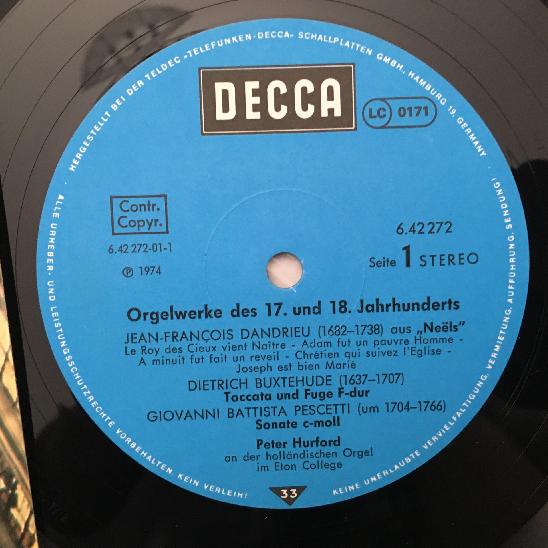 HERGESTELLT BEI DER TELDEC »TELEFUNKEN-DECCA« SCHALLPLATTEN GMBH., HAMBURG 19, GERMANY
ALLE URHEBER- UND LEISTUNGSSCHUTZRECHTE VORBEHALTEN KEIN VERLEIH!
KEINE UNERLAUBTE VERVIELFÄLTIGUNG, VERMIETUNG, AUFFÜHRUNG, SENDUNG!
DECCA
LC 0171
Contr.
Copyr.
6.42 272-01-1
℗ 1974
6.42272
Seite 1 STEREO
Orgelwerke des 17. und 18. Jahrhunderts
JEAN-FRANÇOIS DANDRIEU (1682–1738) aus „Neëls"
Le Roy des Cieux vient Naître - Adam fut un pauvre Homme -
A minuit fut fait un reveil - Chrétien qui suivez l'Eglise -
Joseph est bien Marié
DIETRICH BUXTEHUDE (1637–1707)
Toccata und Fuge F-dur
GIOVANNI BATTISTA PESCETTI (um 1704–1766)
Sonate c-moll
Peter Hurford
an der holländischen Orgel
im Eton College
33